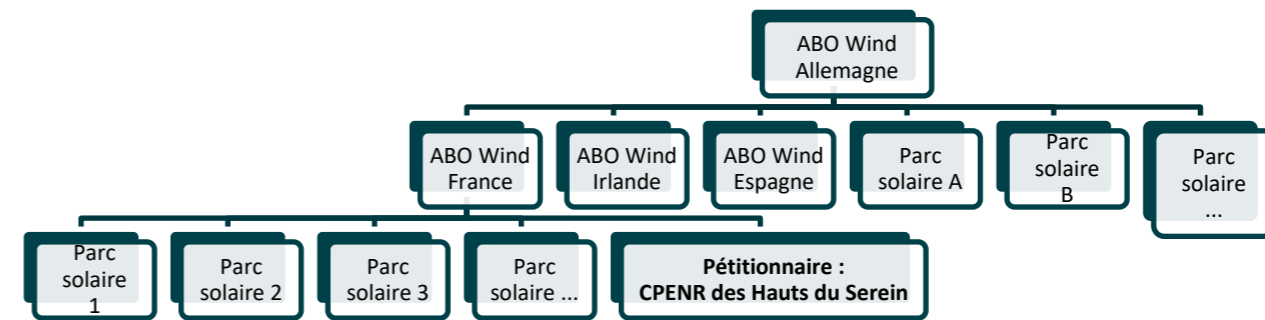 ABO Wind
Allemagne
ABO Wind
France
ABO Wind
Irlande
ABO Wind
Espagne
Parc
solaire A
Parc
solaire
B
Parc
solaire
...
Parc
solaire
1
Parc
solaire 2
Parc
solaire 3
Parc
solaire ...
Pétitionnaire :
CPENR des Hauts du Serein